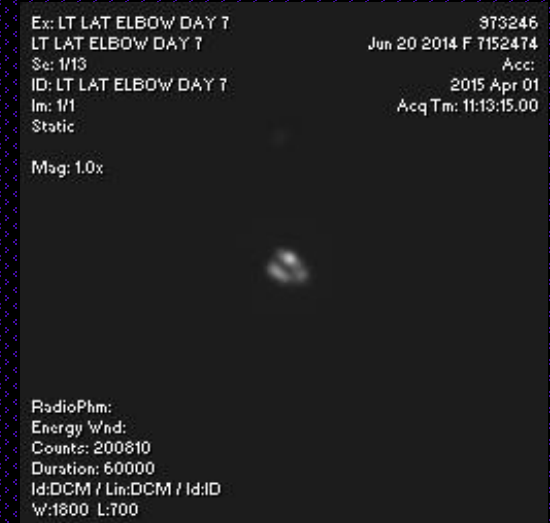 Ex: LT LAT ELBOW DAY 7
973246
LT LAT ELBOW DAY 7
Jun 20 2014 F 7152474
Se: 1/13
Acc:
ID: LT LAT ELBOW DAY 7
2015 Apr 01
Im: 1/1
Acq Tm: 11:13:15.00
Static
Mag: 1.0x
RadioPhm:
Energy Wnd:
Counts: 200810
Duration: 60000
Id:DCM / Lin:DCM / Id:ID
W:1800 L:700